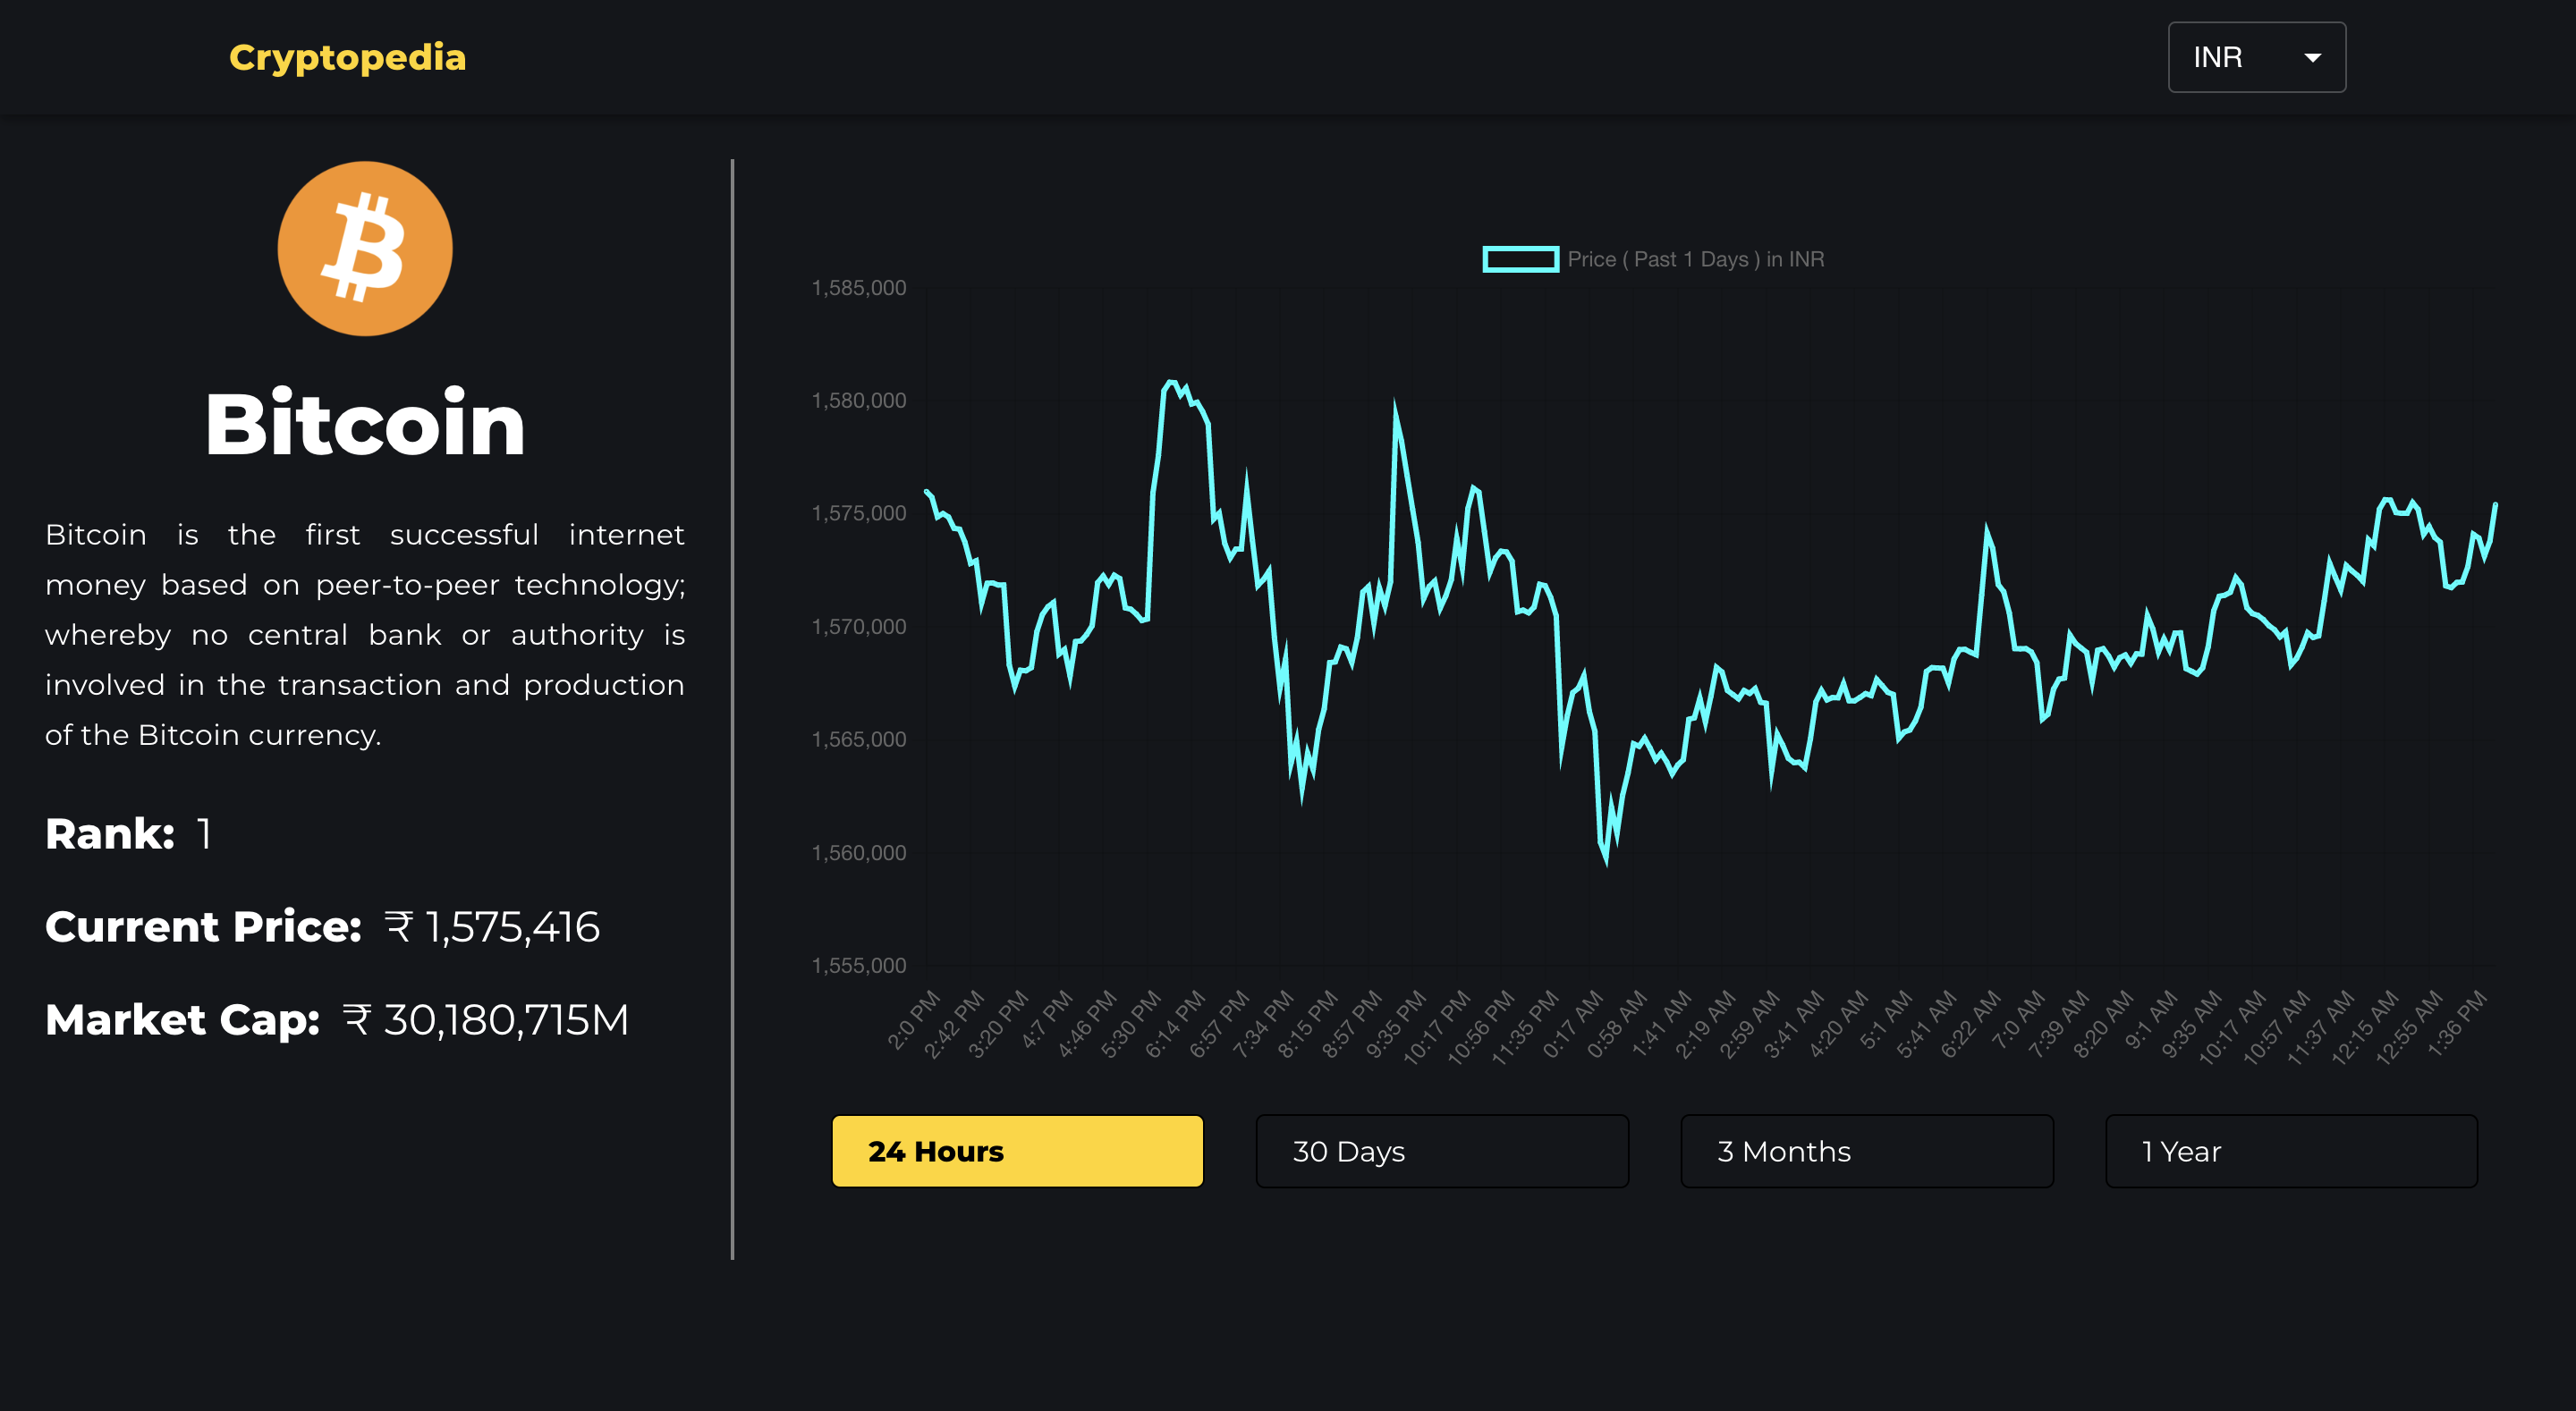 Cryptopedia
INR
Bitcoin
Bitcoin is the first successful internet
money based on peer-to-peer technology;
whereby no central bank or authority is
involved in the transaction and production
of the Bitcoin currency.
Rank: 1
Current Price: ₹ 1,575,416
Market Cap: ₹ 30,180,715M
Price ( Past 1 Days ) in INR
1,585,000
1,580,000
1,575,000
1,570,000
1,565,000
1,560,000
1,555,000
2:0 PM
2:42 PM
3:20 PM
4:7 PM
4:46 PM
5:30 PM
6:14 PM
6:57 PM
7:34 PM
8:15 PM
8:57 PM
9:35 PM
10:17 PM
10:56 PM
11:35 PM
0:17 AM
0:58 AM
1:41 AM
2:19 AM
2:59 AM
3:41 AM
4:20 AM
5:1 AM
5:41 AM
6:22 AM
7:0 AM
7:39 AM
8:20 AM
9:1 AM
9:35 AM
10:17 AM
10:57 AM
11:37 AM
12:15 AM
12:55 AM
1:36 PM
24 Hours
30 Days
3 Months
1 Year